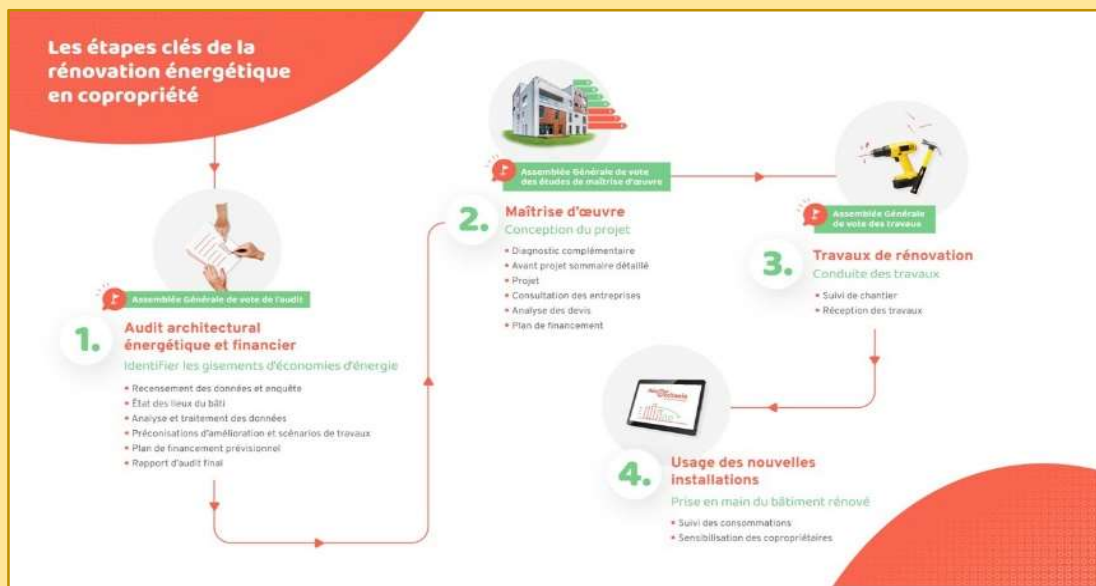 Les étapes clés de la
rénovation énergétique
en copropriété
Assemblée Générale de vote de l'audit
1.
Audit architectural
énergétique et financier
Identifier les gisements d'économies d'énergie
• Recensement des données et enquête
• État des lieux du bâti
• Analyse et traitement des données
• Préconisations d'amélioration et scénarios de travaux
• Plan de financement prévisionnel
• Rapport d'audit final
Assemblée Générale de vote
des études de maîtrise d'œuvre
2.
Maîtrise d'œuvre
Conception du projet
• Diagnostic complémentaire
• Avant projet sommaire détaillé
• Projet
• Consultation des entreprises
• Analyse des devis
• Plan de financement
Assemblée Générale
de vote des travaux
3.
Travaux de rénovation
Conduite des travaux
• Suivi de chantier
• Réception des travaux
4.
Usage des nouvelles
installations
Prise en main du bâtiment rénové
• Suivi des consommations
• Sensibilisation des copropriétaires